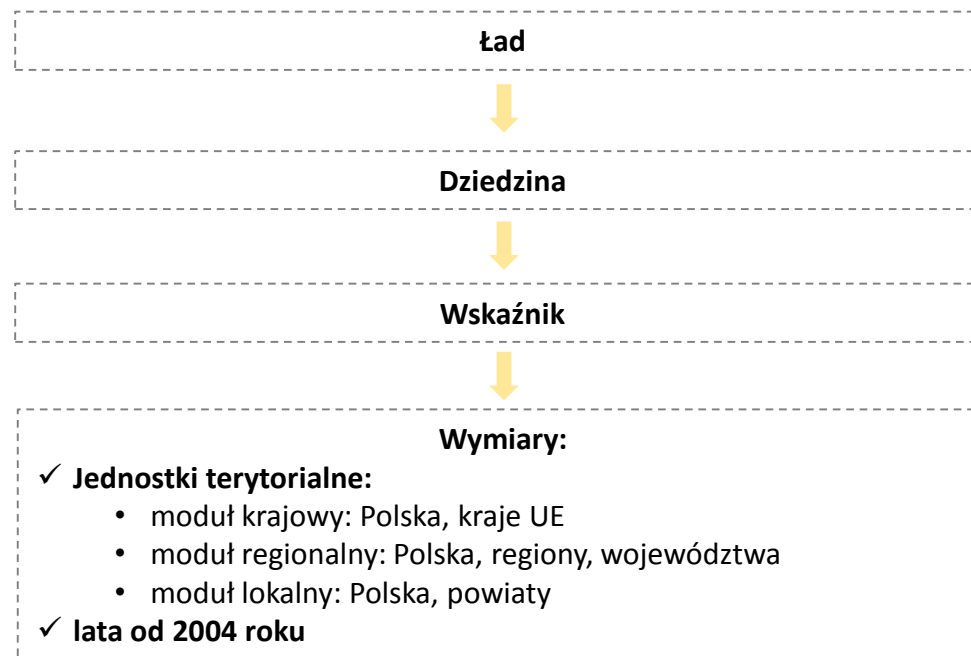 Ład
Dziedzina
Wskaźnik
Wymiary:
✓ Jednostki terytorialne:
• moduł krajowy: Polska, kraje UE
• moduł regionalny: Polska, regiony, województwa
• moduł lokalny: Polska, powiaty
✓ lata od 2004 roku